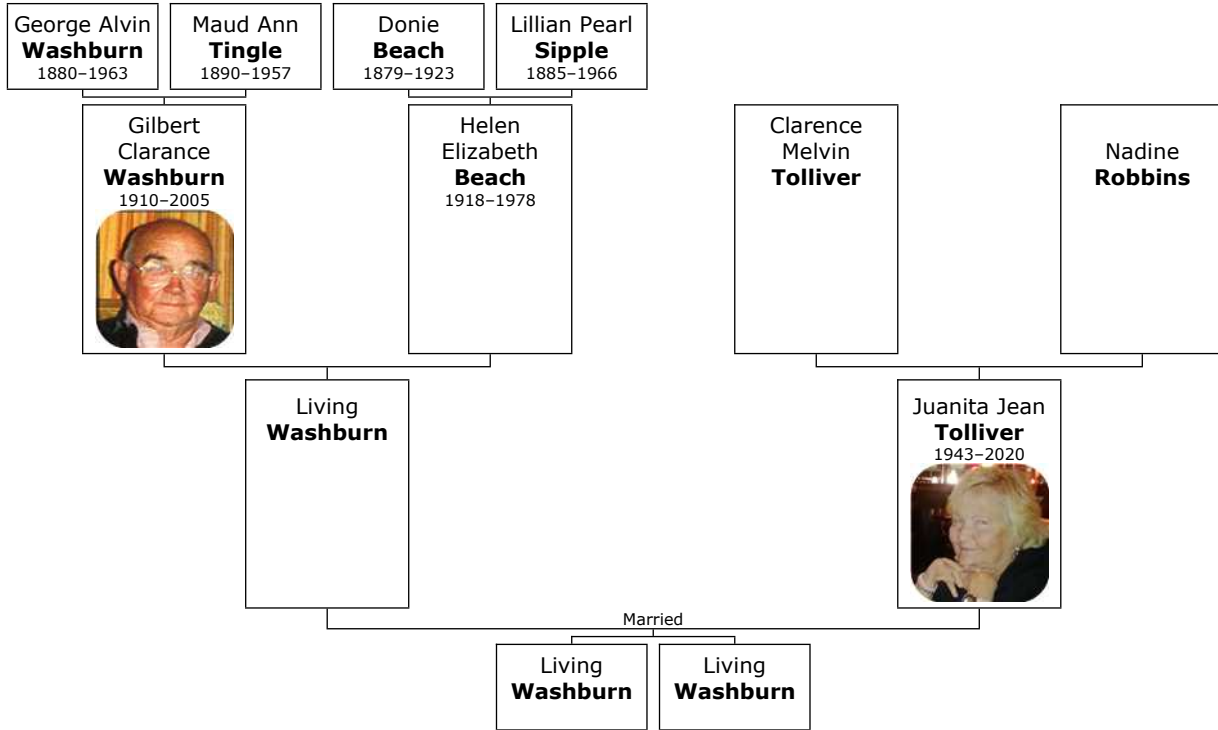 George Alvin
Washburn
1880–1963
Maud Ann
Tingle
1890–1957
Donie
Beach
1879–1923
Lillian Pearl
Sipple
1885–1966
Gilbert
Clarance
Washburn
1910–2005
Helen
Elizabeth
Beach
1918–1978
Clarence
Melvin
Tolliver
Nadine
Robbins
Living
Washburn
Juanita Jean
Tolliver
1943–2020
Married
Living
Washburn
Living
Washburn